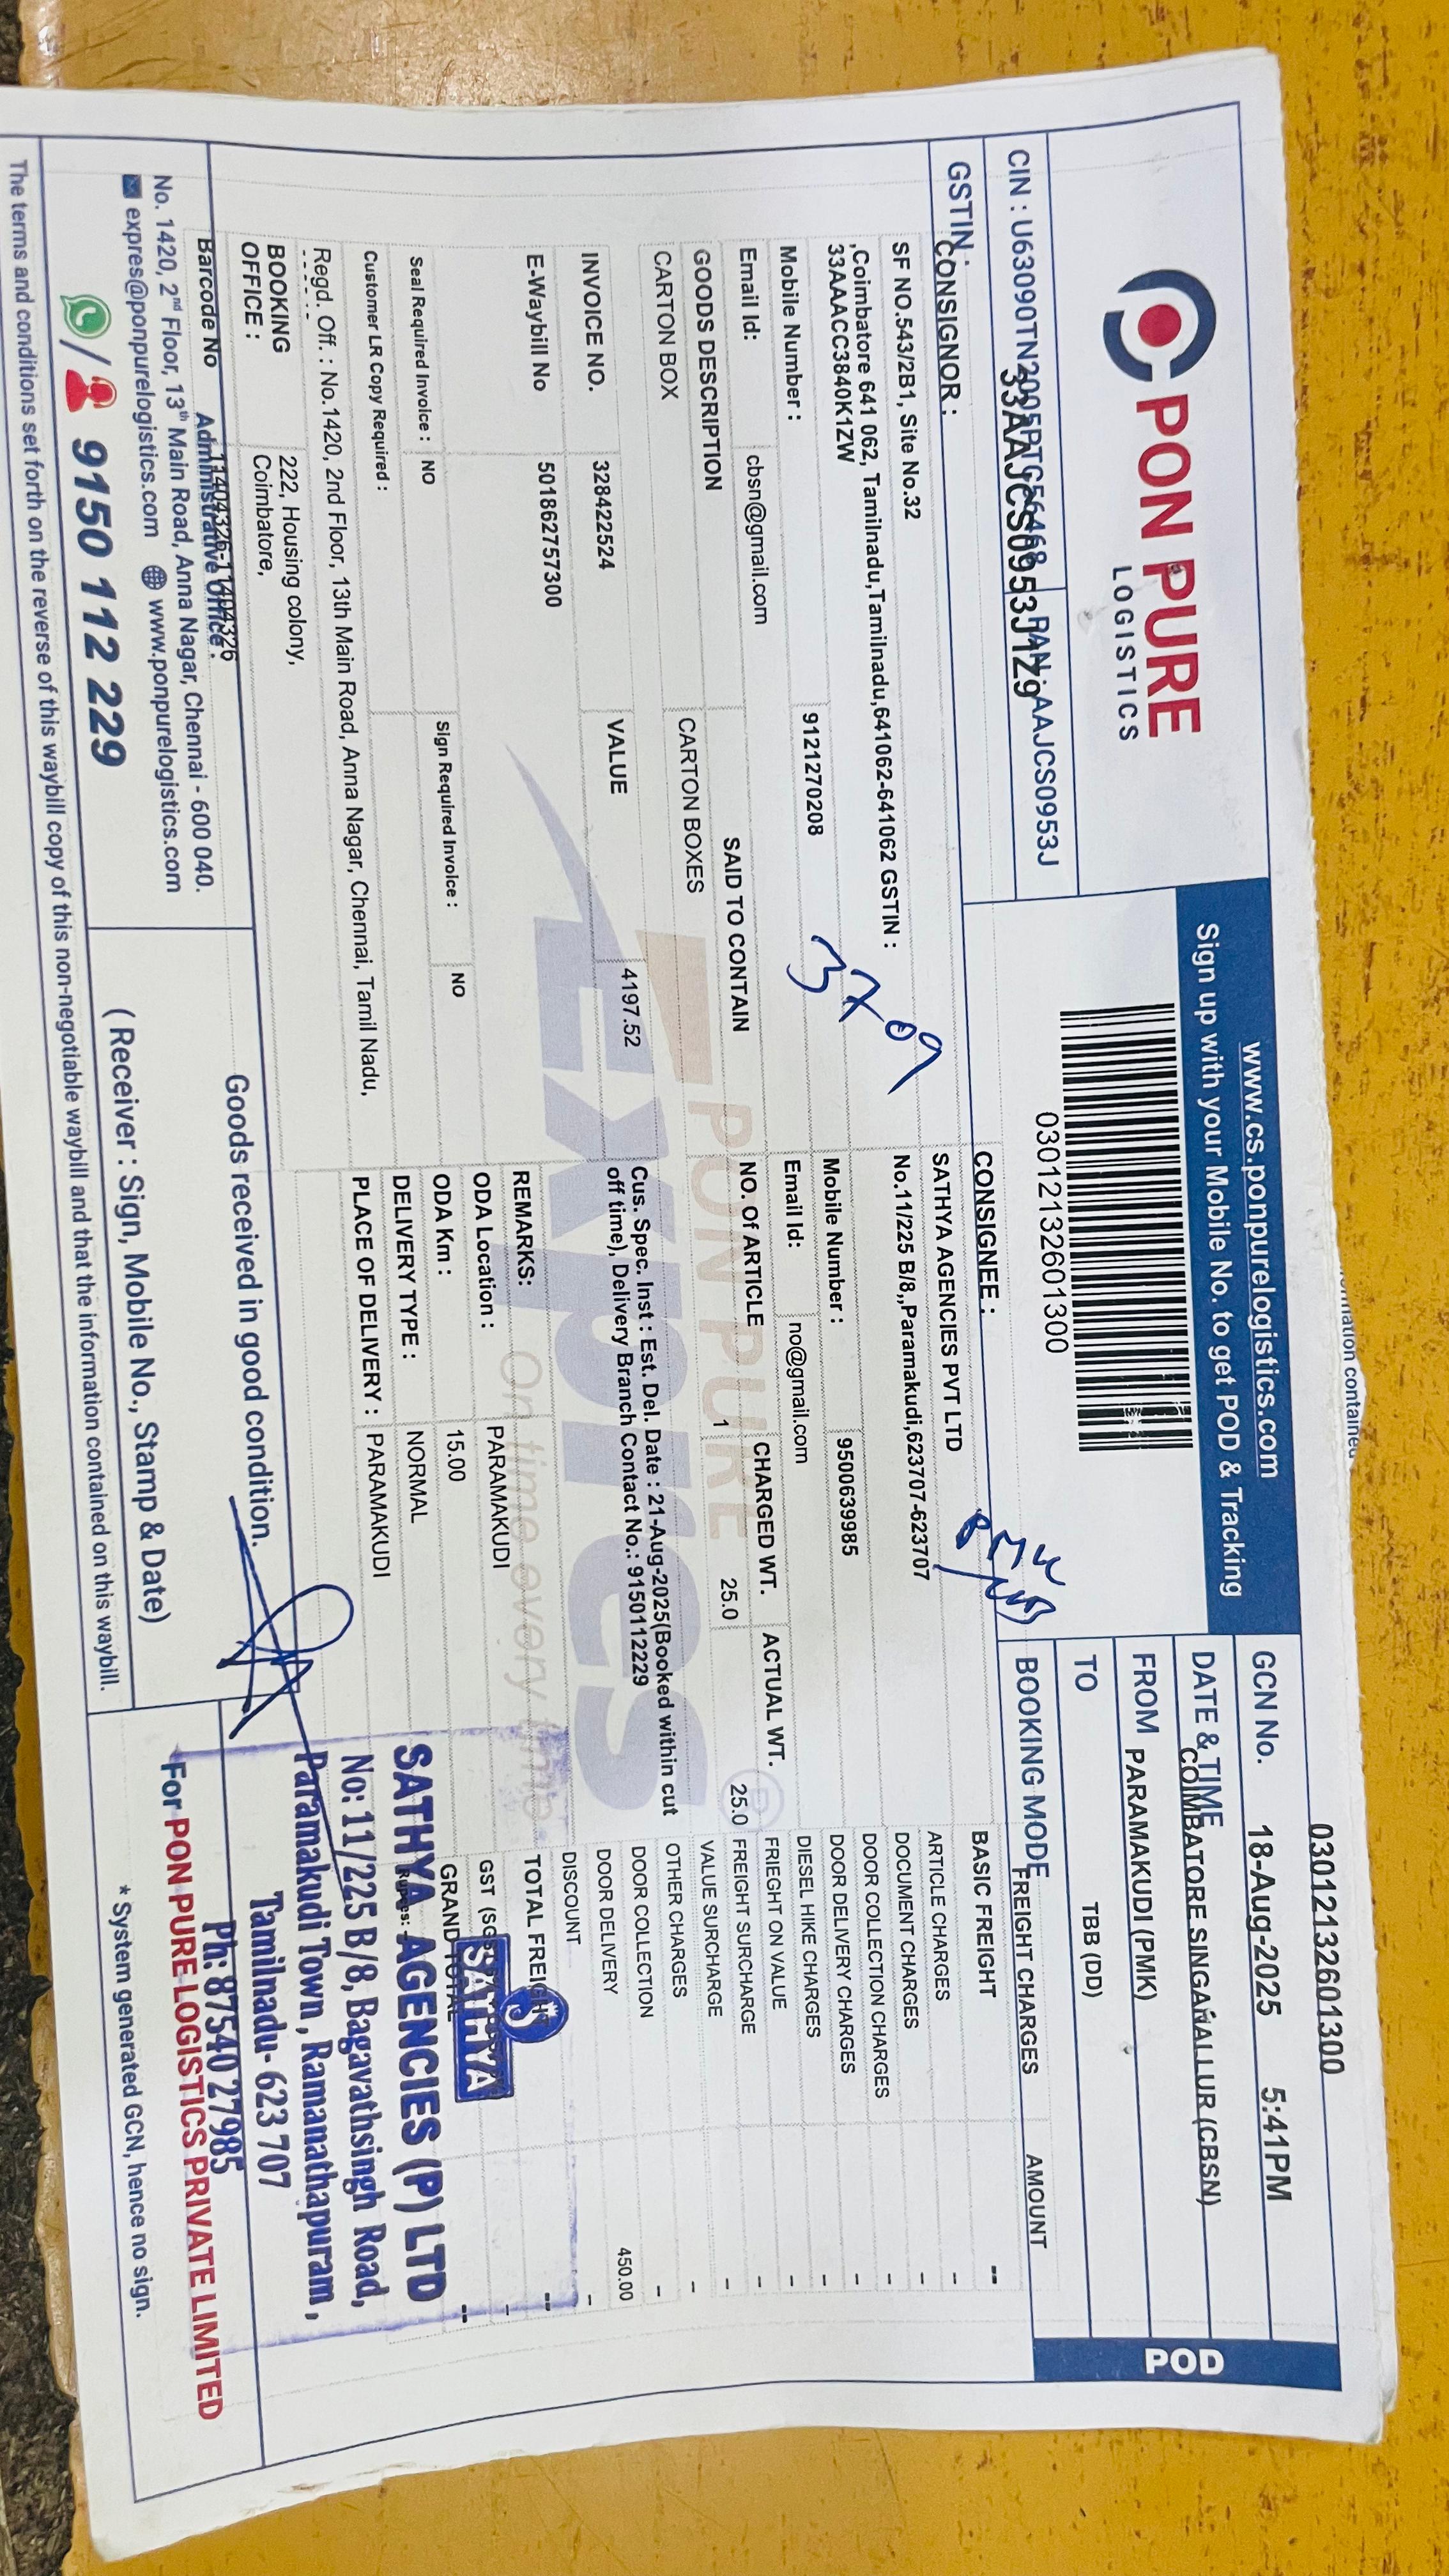 PON PURE
LOGISTICS
www.cs.ponpurelogistics.com
Sign up with your Mobile No. to get POD & Tracking
0301213260​1300
03012132601300
GCN No. 18-Aug-2025 5:41PM
DATE & TIME
COIMBATORE SINGANALLUR (CBSN)
FROM PARAMAKUDI (PMK)
TO TBB (DD)
POD
CIN : U63090TN2005PTC56468 PAN : AAJCS0953J
GSTIN : 33AAJCS0953J1Z9
BOOKING MODE
FREIGHT CHARGES AMOUNT
CONSIGNOR :
SF NO.543/2B1, Site No.32
,Coimbatore 641 062, Tamilnadu,Tamilnadu,641062-641062 GSTIN :
33AAACC3840K1ZW
Mobile Number : 9121270208
Email Id: cbsn@gmail.com
CONSIGNEE :
SATHYA AGENCIES PVT LTD
No.11/225 B/8,,Paramakudi,623707-623707
Mobile Number : 9500639985
Email Id: no@gmail.com
3709
GOODS DESCRIPTION SAID TO CONTAIN NO. Of ARTICLE CHARGED WT. ACTUAL WT.
CARTON BOX CARTON BOXES 1 25.0 25.0
INVOICE NO. 328422524 VALUE 4197.52
E-Waybill No 501862757300
Cus. Spec. Inst : Est. Del. Date : 21-Aug-2025(Booked within cut
off time), Delivery Branch Contact No.: 9150112229
Seal Required Invoice : NO Sign Required Invoice : NO
Customer LR Copy Required :
REMARKS:
ODA Location : PARAMAKUDI
ODA Km : 15.00
DELIVERY TYPE : NORMAL
PLACE OF DELIVERY : PARAMAKUDI
PON PURE
Expres
On time every time
BASIC FREIGHT --
ARTICLE CHARGES -
DOCUMENT CHARGES -
DOOR COLLECTION CHARGES -
DOOR DELIVERY CHARGES -
DIESEL HIKE CHARGES -
FRIEGHT ON VALUE -
FREIGHT SURCHARGE -
VALUE SURCHARGE -
OTHER CHARGES -
DOOR COLLECTION
DOOR DELIVERY 450.00
DISCOUNT -
TOTAL FREIGHT --
GST -
GRAND TOTAL --
Rupees:
SATHYA
SATHYA AGENCIES (P) LTD
No: 11/225 B/8, Bagavathsingh Road,
Paramakudi Town, Ramanathapuram,
Tamilnadu- 623 707
Ph: 87540 27985
Regd. Off. : No.1420, 2nd Floor, 13th Main Road, Anna Nagar, Chennai, Tamil Nadu,
BOOKING
OFFICE :
222, Housing colony,
Coimbatore,
Barcode No 11404326-11404326
Administrative Office :
No. 1420, 2nd Floor, 13th Main Road, Anna Nagar, Chennai - 600 040.
expres@ponpurelogistics.com www.ponpurelogistics.com
/ 9150 112 229
Goods received in good condition.
( Receiver : Sign, Mobile No., Stamp & Date)
For PON PURE LOGISTICS PRIVATE LIMITED
* System generated GCN, hence no sign.
The terms and conditions set forth on the reverse of this waybill copy of this non-negotiable waybill and that the information contained on this waybill.